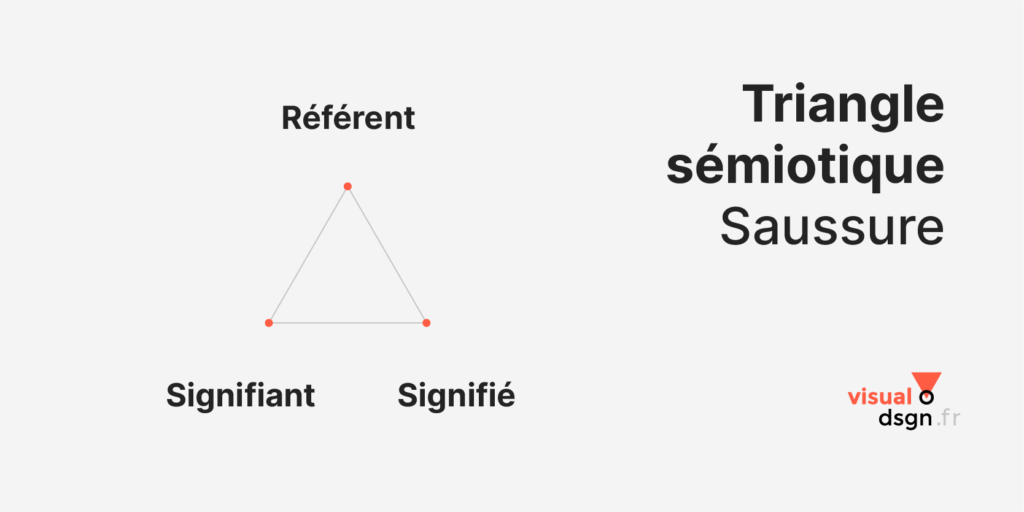 Référent
Signifiant
Signifié
Triangle
sémiotique
Saussure
visual
dsgn.fr